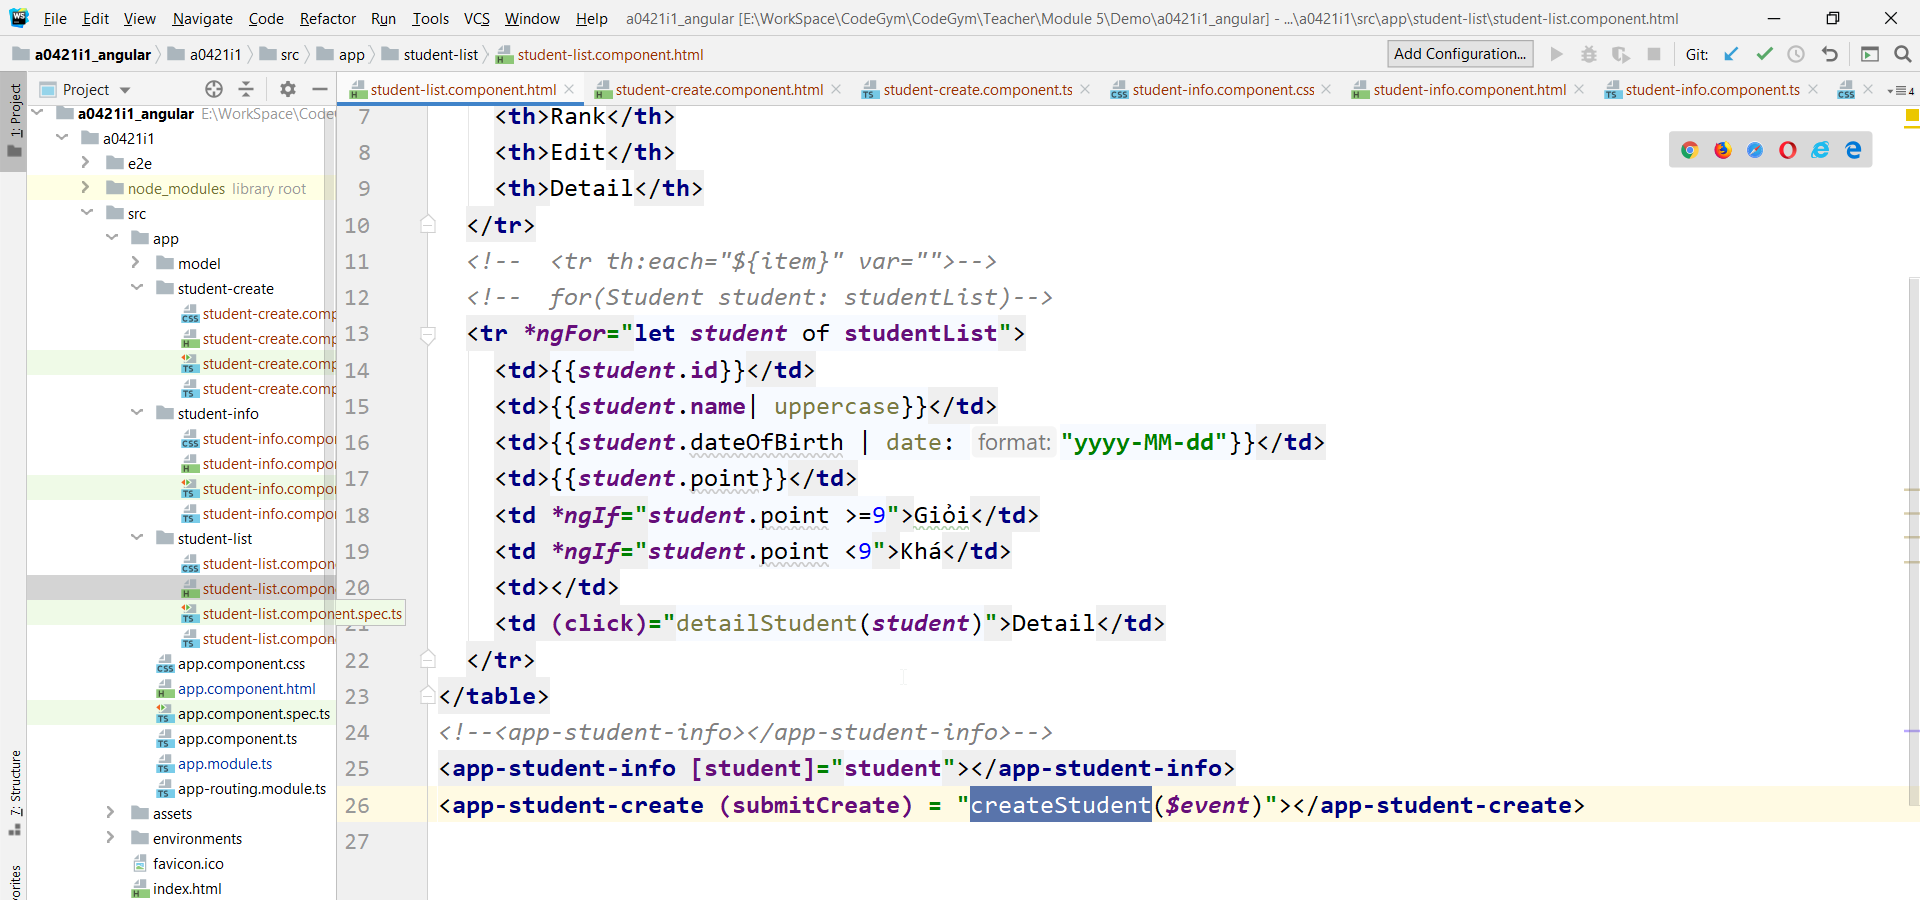 WS File Edit View Navigate Code Refactor Run Tools VCS Window Help a0421i1_angular [E:\WorkSpace\CodeGym\CodeGym\Teacher\Module 5\Demo\a0421i1_angular] - ...\a0421i1\src\app\student-list\student-list.component.html
a0421i1_angular a0421i1 src app student-list student-list.component.html Add Configuration... Git:
Project student-list.component.html student-create.component.html student-create.component.ts student-info.component.css student-info.component.html student-info.component.ts 4
1: Project
7: Structure
a0421i1_angular E:\WorkSpace\Code
a0421i1
e2e
node_modules library root
src
app
model
student-create
student-create.comp
student-create.comp
student-create.comp
student-create.comp
student-info
student-info.compo
student-info.compo
student-info.compo
student-info.compo
student-list
student-list.compon
student-list.compon
student-list.component.spec.ts
student-list.compon
app.component.css
app.component.html
app.component.spec.ts
app.component.ts
app.module.ts
app-routing.module.ts
assets
environments
favicon.ico
index.html
7 <th>Rank</th>
8 <th>Edit</th>
9 <th>Detail</th>
10 </tr>
11 <!--  <tr th:each="${item}" var="">-->
12 <!--  for(Student student: studentList)-->
13 <tr *ngFor="let student of studentList">
14 <td>{{student.id}}</td>
15 <td>{{student.name| uppercase}}</td>
16 <td>{{student.dateOfBirth | date: format: "yyyy-MM-dd"}}</td>
17 <td>{{student.point}}</td>
18 <td *ngIf="student.point >=9">Giỏi</td>
19 <td *ngIf="student.point <9">Khá</td>
20 <td></td>
21 <td (click)="detailStudent(student)">Detail</td>
22 </tr>
23 </table>
24 <!--<app-student-info></app-student-info>-->
25 <app-student-info [student]="student"></app-student-info>
26 <app-student-create (submitCreate) = "createStudent($event)"></app-student-create>
27